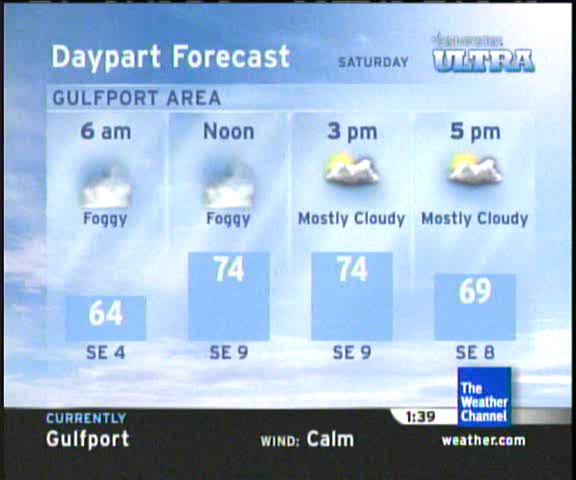 Daypart Forecast SATURDAY
ULTRA
GULFPORT AREA
6 am Noon 3 pm 5 pm
Foggy Foggy Mostly Cloudy Mostly Cloudy
64 74 74 69
SE 4 SE 9 SE 9 SE 8
The
Weather
Channel
CURRENTLY 1:39
Gulfport WIND: Calm weather.com